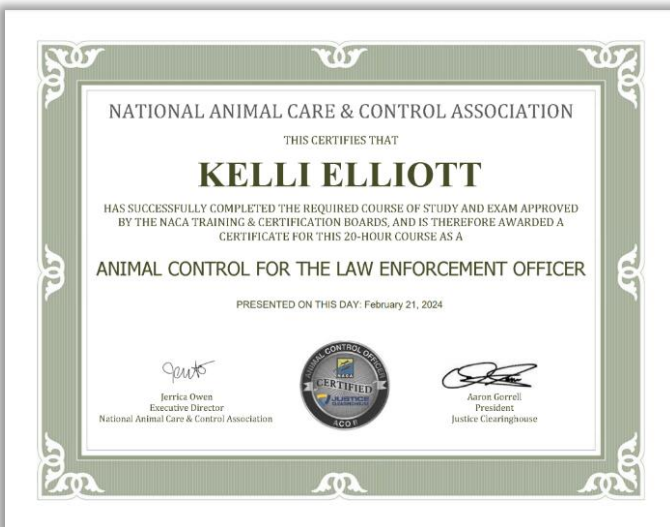 NATIONAL ANIMAL CARE & CONTROL ASSOCIATION
THIS CERTIFIES THAT
KELLI ELLIOTT
HAS SUCCESSFULLY COMPLETED THE REQUIRED COURSE OF STUDY AND EXAM APPROVED
BY THE NACA TRAINING & CERTIFICATION BOARDS, AND IS THEREFORE AWARDED A
CERTIFICATE FOR THIS 20-HOUR COURSE AS A
ANIMAL CONTROL FOR THE LAW ENFORCEMENT OFFICER
PRESENTED ON THIS DAY: February 21, 2024
ANIMAL CONTROL OFFICER
NACA
CERTIFIED
JUSTICE
CLEARINGHOUSE
Jerrica Owen
Executive Director
National Animal Care & Control Association
Aaron Gorrell
President
Justice Clearinghouse